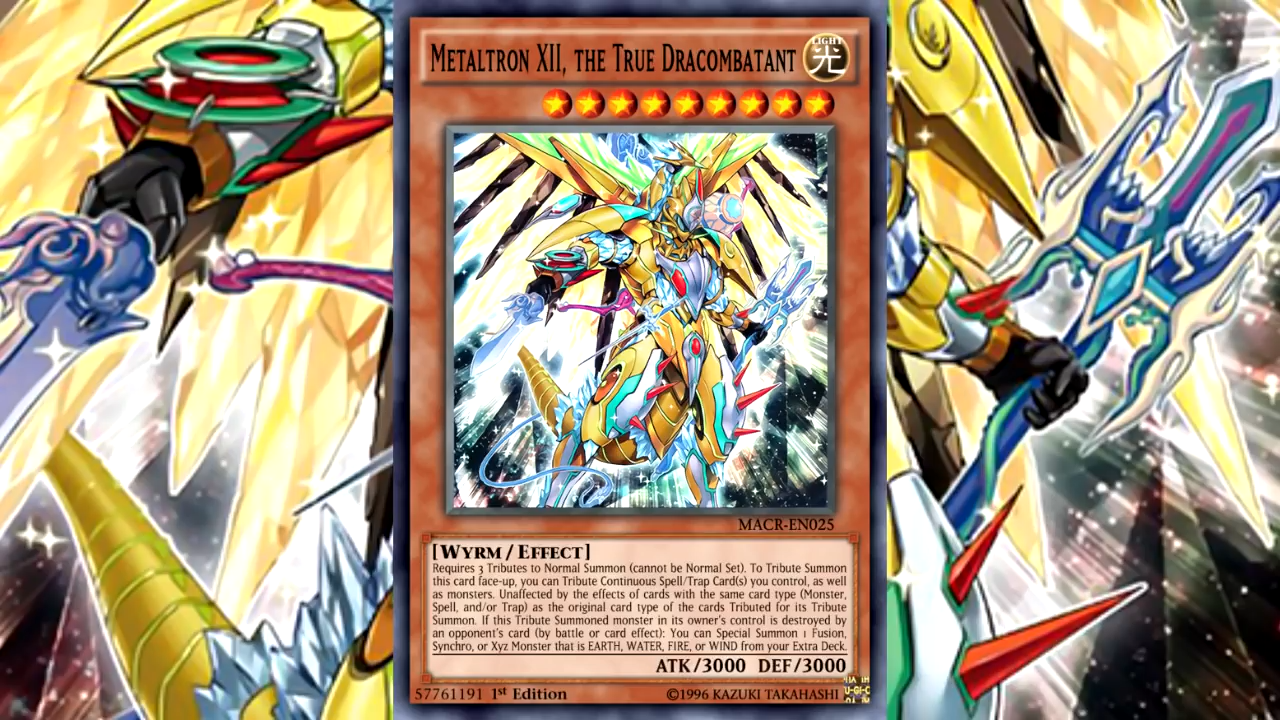 METALTRON XII, THE TRUE DRACOMBATANT
LIGHT
光
MACR-EN025
[WYRM / EFFECT]
Requires 3 Tributes to Normal Summon (cannot be Normal Set). To Tribute Summon
this card face-up, you can Tribute Continuous Spell/Trap Card(s) you control, as well
as monsters. Unaffected by the effects of cards with the same card type (Monster,
Spell, and/or Trap) as the original card type of the cards Tributed for its Tribute
Summon. If this Tribute Summoned monster in its owner's control is destroyed by
an opponent's card (by battle or card effect): You can Special Summon 1 Fusion,
Synchro, or Xyz Monster that is EARTH, WATER, FIRE, or WIND from your Extra Deck.
ATK/3000 DEF/3000
57761191 1st Edition ©1996 KAZUKI TAKAHASHI